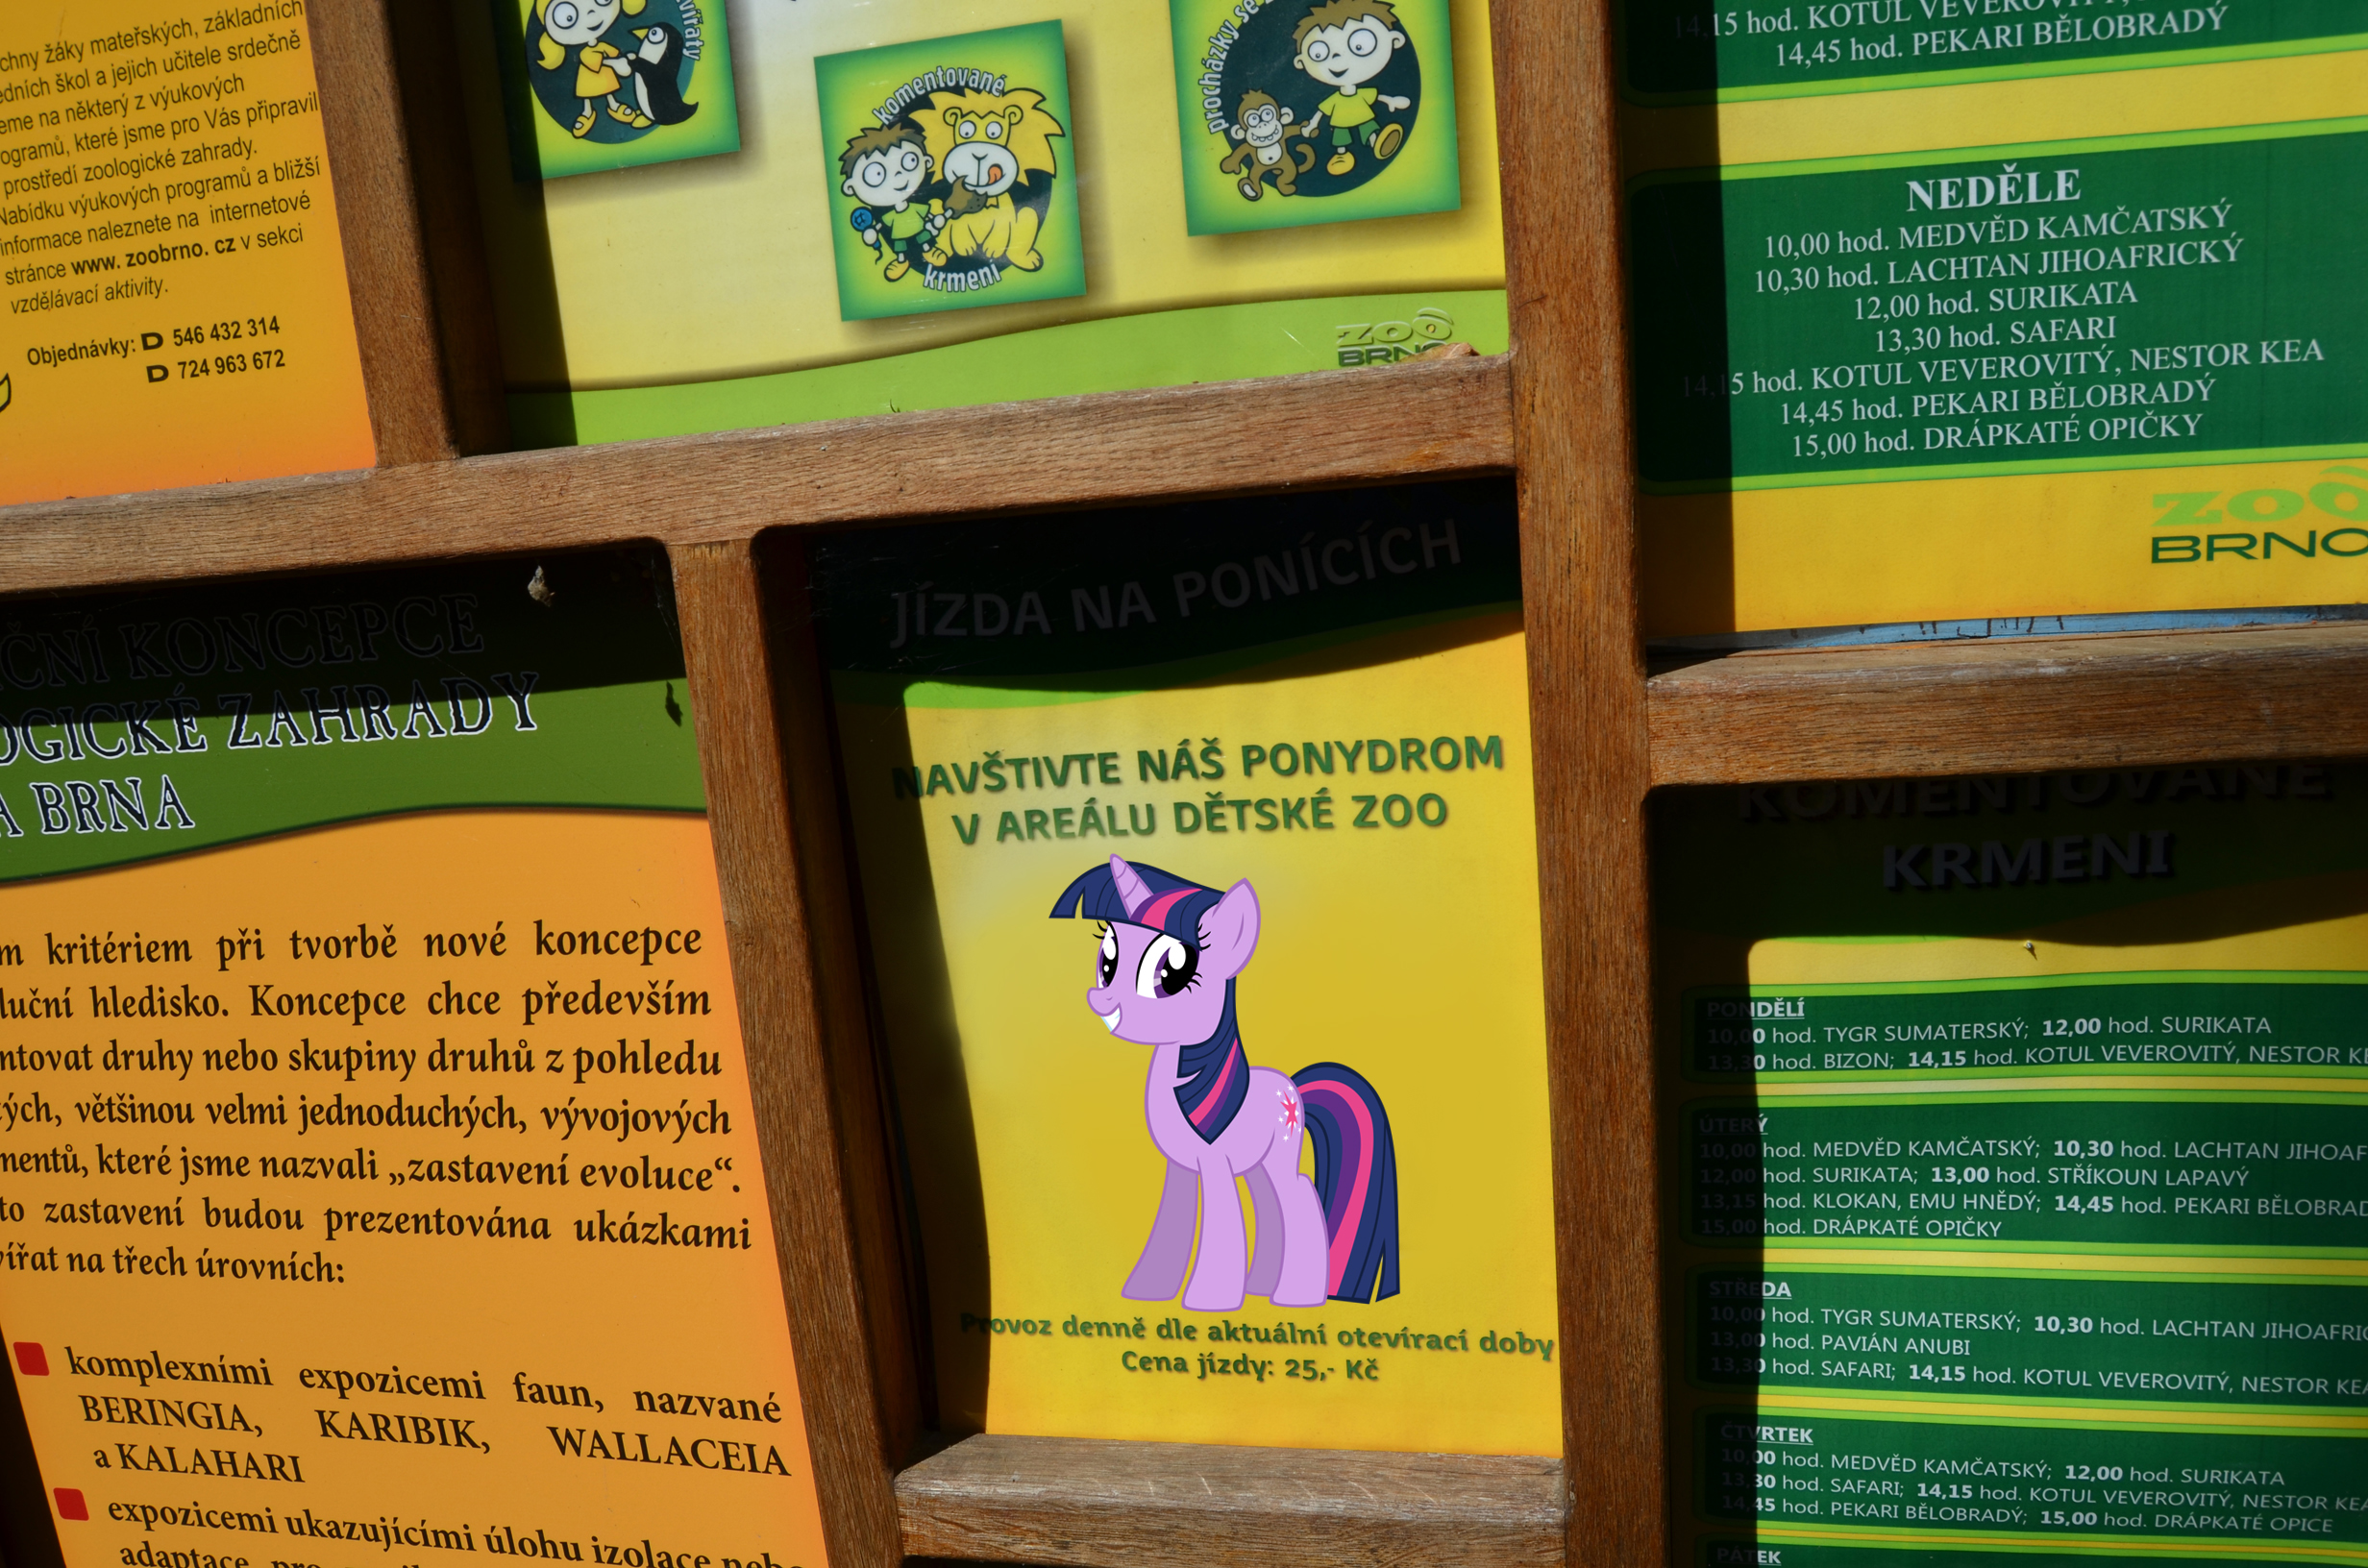 chny žáky mateřských, základních
edních škol a jejich učitele srdečně
eme na některý z výukových
ogramů, které jsme pro Vás připravil
prostředí zoologické zahrady.
Nabídku výukových programů a bližší
informace naleznete na internetové
stránce www. zoobrno. cz v sekci
vzdělávací aktivity.
Objednávky: 546 432 314
724 963 672
zvířaty
komentované
krmení
procházky se
ZOO
BRNO
14,15 hod. KOTUL VEVEROVITÝ,
14,45 hod. PEKARI BĚLOBRADÝ
NEDĚLE
10,00 hod. MEDVĚD KAMČATSKÝ
10,30 hod. LACHTAN JIHOAFRICKÝ
12,00 hod. SURIKATA
13,30 hod. SAFARI
14,15 hod. KOTUL VEVEROVITÝ, NESTOR KEA
14,45 hod. PEKARI BĚLOBRADÝ
15,00 hod. DRÁPKATÉ OPIČKY
ZOO
BRNO
IČNÍ KONCEPCE
OGICKÉ ZAHRADY
A BRNA
m kritériem při tvorbě nové koncepce
luční hledisko. Koncepce chce především
ntovat druhy nebo skupiny druhů z pohledu
ých, většinou velmi jednoduchých, vývojových
mentů, které jsme nazvali „zastavení evoluce“.
to zastavení budou prezentována ukázkami
vířat na třech úrovních:
komplexními expozicemi faun, nazvané
BERINGIA, KARIBIK, WALLACEIA
a KALAHARI
expozicemi ukazujícími úlohu izolace nebo
adaptace
JÍZDA NA PONÍCÍCH
NAVŠTIVTE NÁŠ PONYDROM
V AREÁLU DĚTSKÉ ZOO
Provoz denně dle aktuální otevírací doby
Cena jízdy: 25,- Kč
KOMENTOVANÉ
KRMENI
PONDĚLÍ
10,00 hod. TYGR SUMATERSKÝ; 12,00 hod. SURIKATA
13,30 hod. BIZON; 14,15 hod. KOTUL VEVEROVITÝ, NESTOR KE
ÚTERÝ
10,00 hod. MEDVĚD KAMČATSKÝ; 10,30 hod. LACHTAN JIHOAF
12,00 hod. SURIKATA; 13,00 hod. STŘÍKOUN LAPAVÝ
13,15 hod. KLOKAN, EMU HNĚDÝ; 14,45 hod. PEKARI BĚLOBRAD
15,00 hod. DRÁPKATÉ OPIČKY
STŘEDA
10,00 hod. TYGR SUMATERSKÝ; 10,30 hod. LACHTAN JIHOAFRI
13,00 hod. PAVIÁN ANUBI
13,30 hod. SAFARI; 14,15 hod. KOTUL VEVEROVITÝ, NESTOR KEA
ČTVRTEK
10,00 hod. MEDVĚD KAMČATSKÝ; 12,00 hod. SURIKATA
13,30 hod. SAFARI; 14,15 hod. KOTUL VEVEROVITÝ, NESTOR KEA
14,45 hod. PEKARI BĚLOBRADÝ; 15,00 hod. DRÁPKATÉ OPICE
PÁTEK